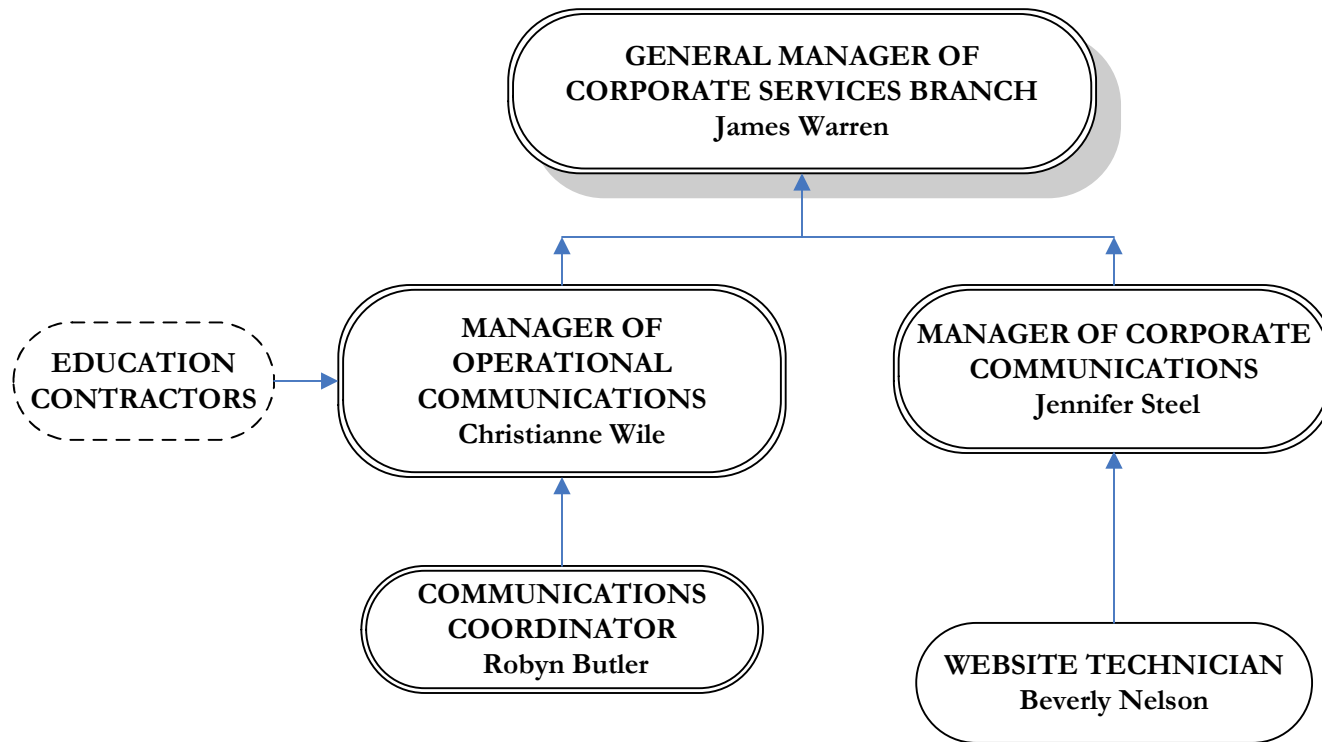 GENERAL MANAGER OF
CORPORATE SERVICES BRANCH
James Warren
EDUCATION
CONTRACTORS
MANAGER OF
OPERATIONAL
COMMUNICATIONS
Christianne Wile
MANAGER OF CORPORATE
COMMUNICATIONS
Jennifer Steel
COMMUNICATIONS
COORDINATOR
Robyn Butler
WEBSITE TECHNICIAN
Beverly Nelson